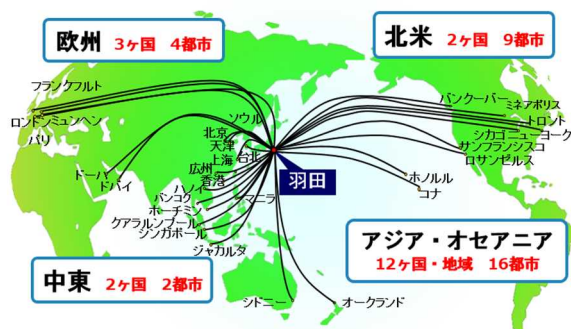 欧州 3ヶ国 4都市
北米 2ヶ国 9都市
フランクフルト
ロンドン
ミュンヘン
パリ
ソウル
北京
天津
上海
台北
広州
香港
羽田
ドーハ
ドバイ
ハノイ
バンコク
マニラ
ホーチミン
クアラルンプール
シンガポール
ジャカルタ
バンクーバー
ミネアポリス
トロント
シカゴ
ニューヨーク
サンフランシスコ
ロサンゼルス
ホノルル
コナ
アジア・オセアニア
12ヶ国・地域 16都市
中東 2ヶ国 2都市
シドニー
オークランド